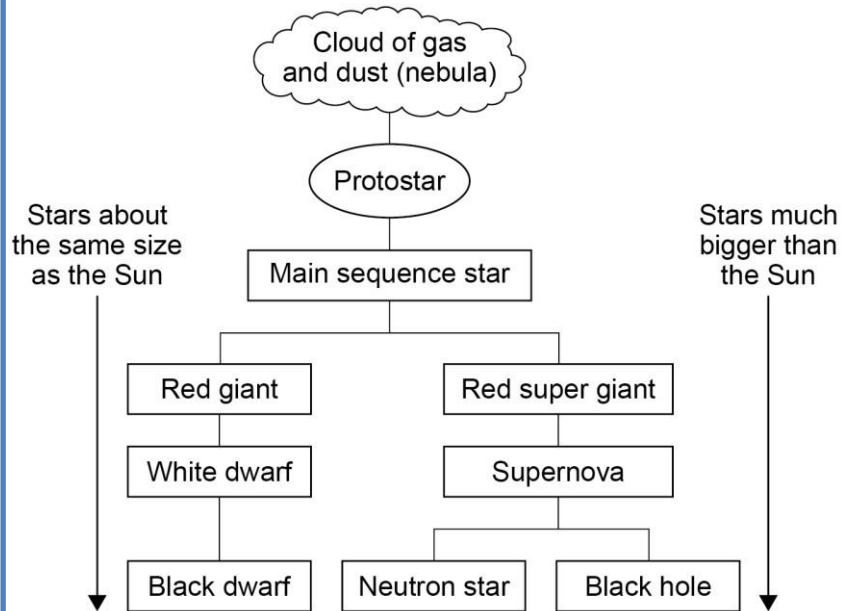 Cloud of gas
and dust (nebula)
Protostar
Stars about
the same size
as the Sun
Stars much
bigger than
the Sun
Main sequence star
Red giant
Red super giant
White dwarf
Supernova
Black dwarf
Neutron star
Black hole